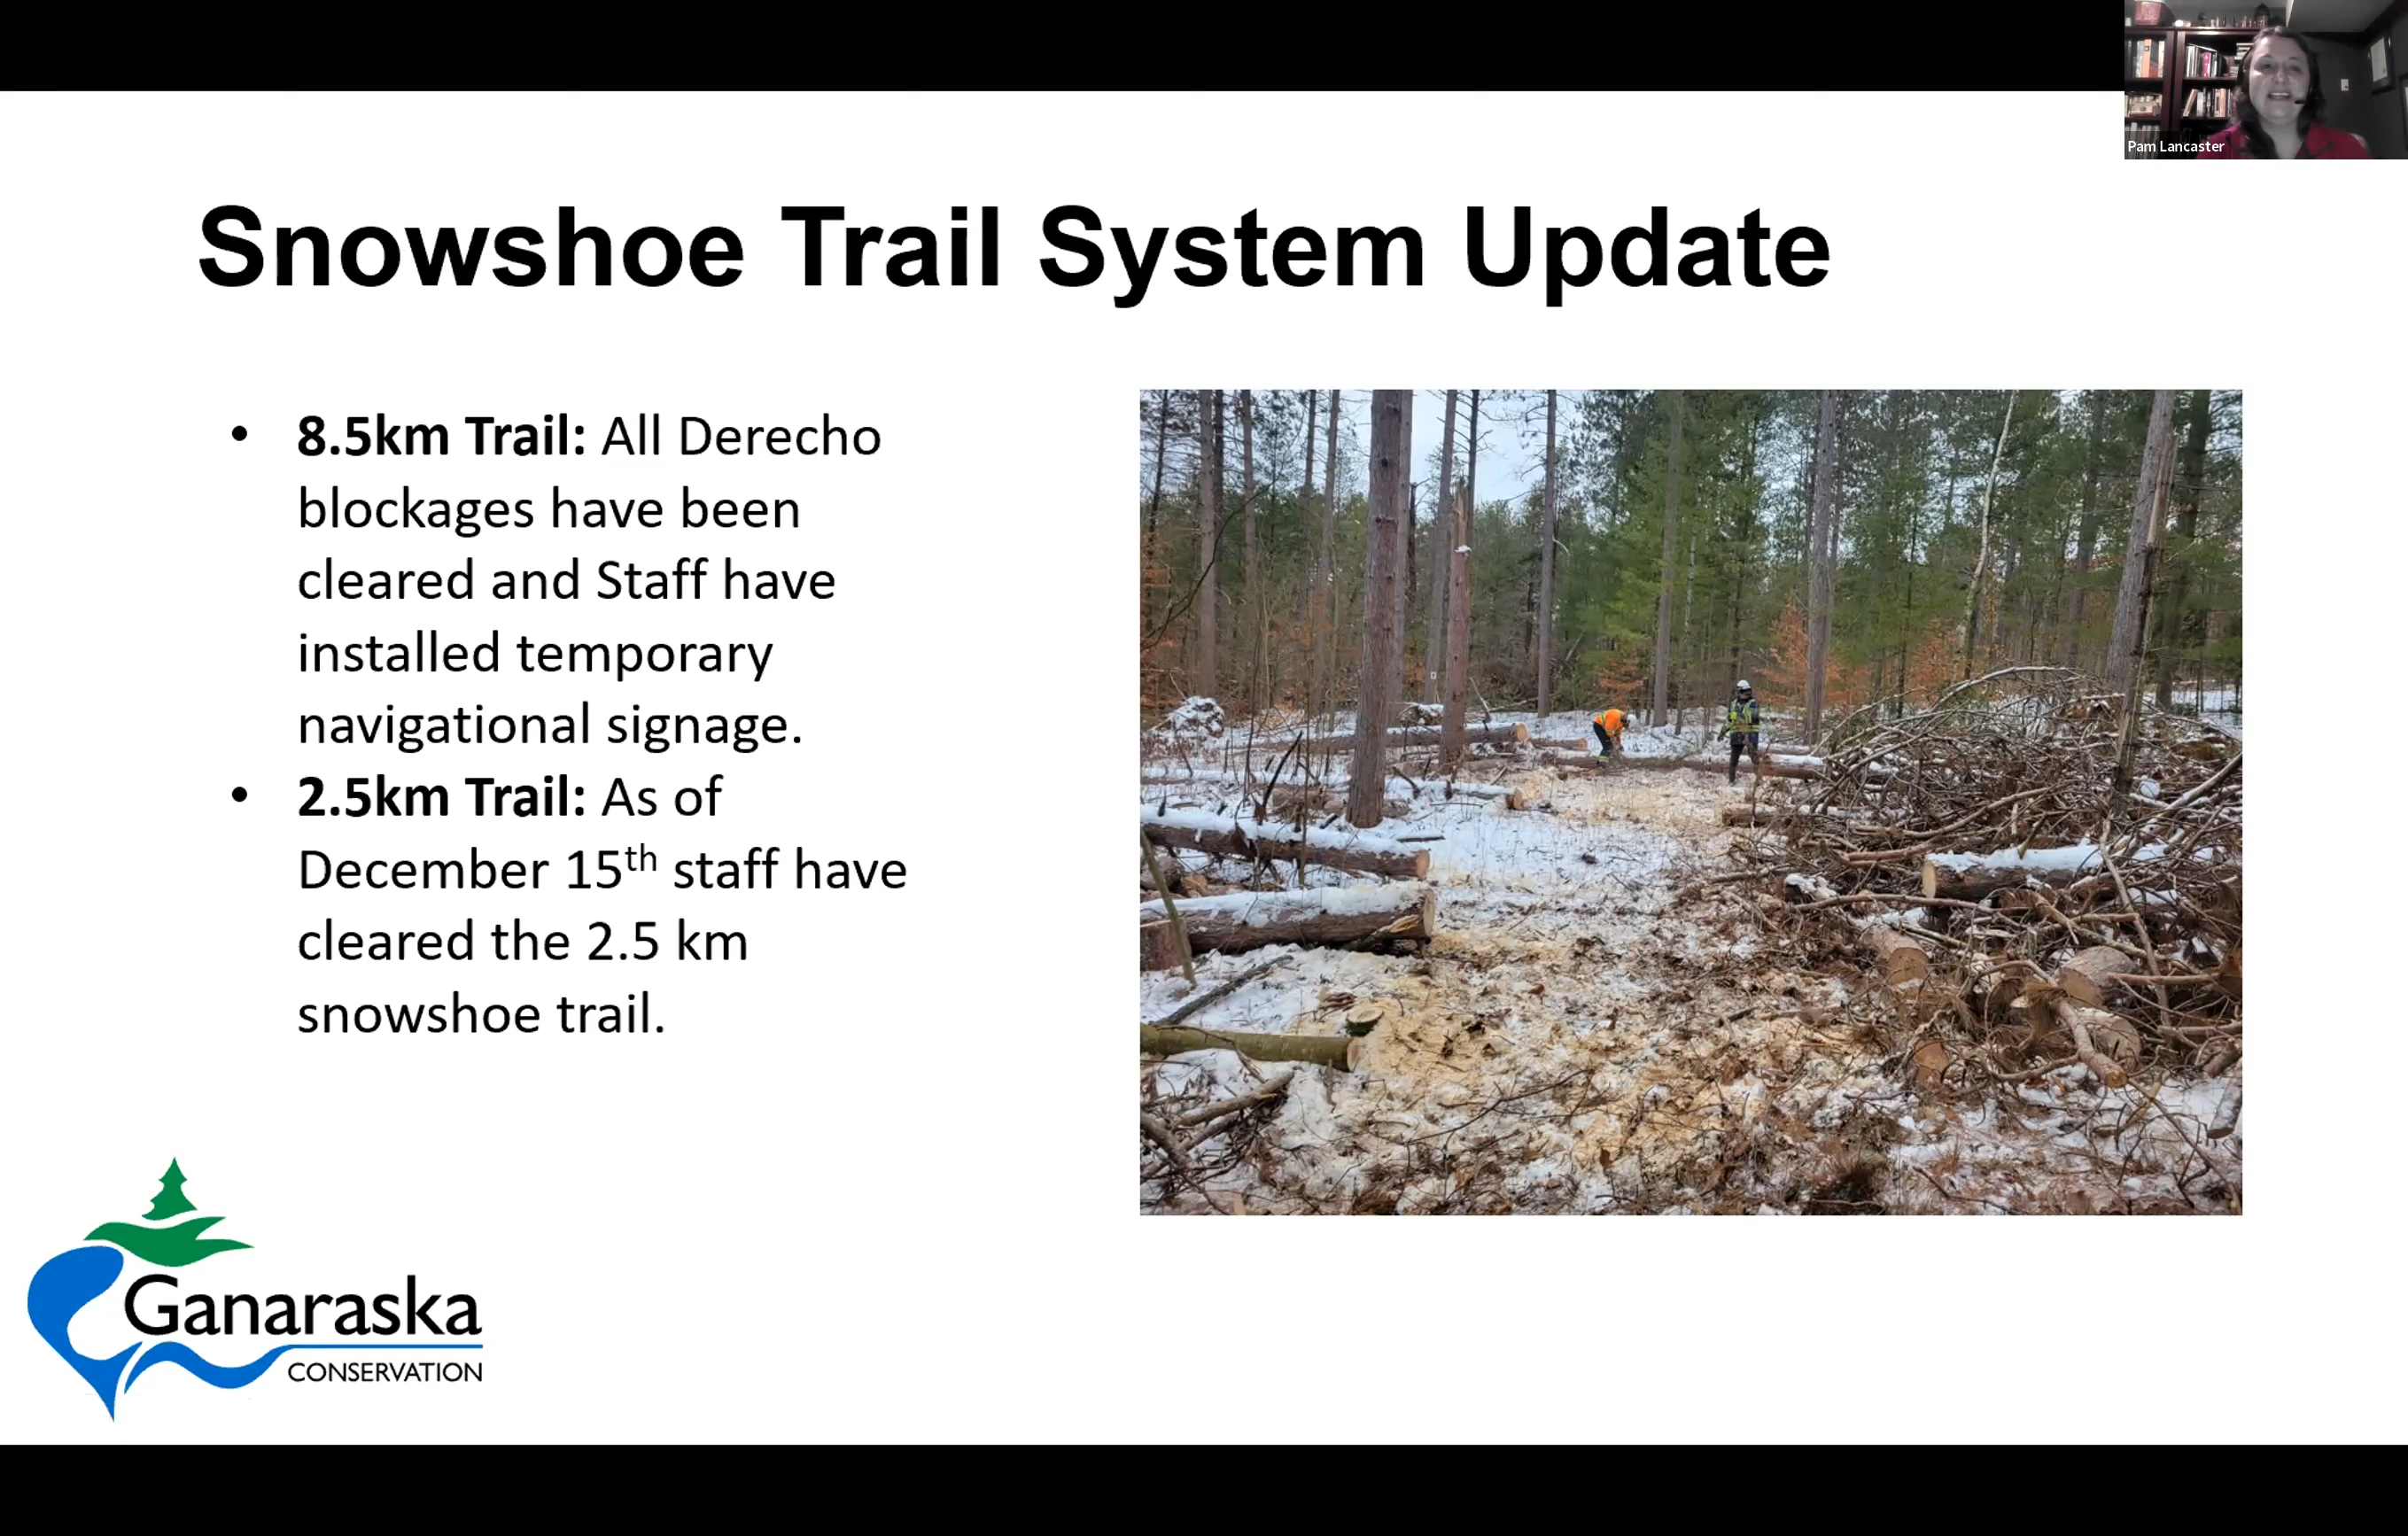 Pam Lancaster
Snowshoe Trail System Update
• 8.5km Trail: All Derecho
blockages have been
cleared and Staff have
installed temporary
navigational signage.
• 2.5km Trail: As of
December 15th staff have
cleared the 2.5 km
snowshoe trail.
Ganaraska
CONSERVATION